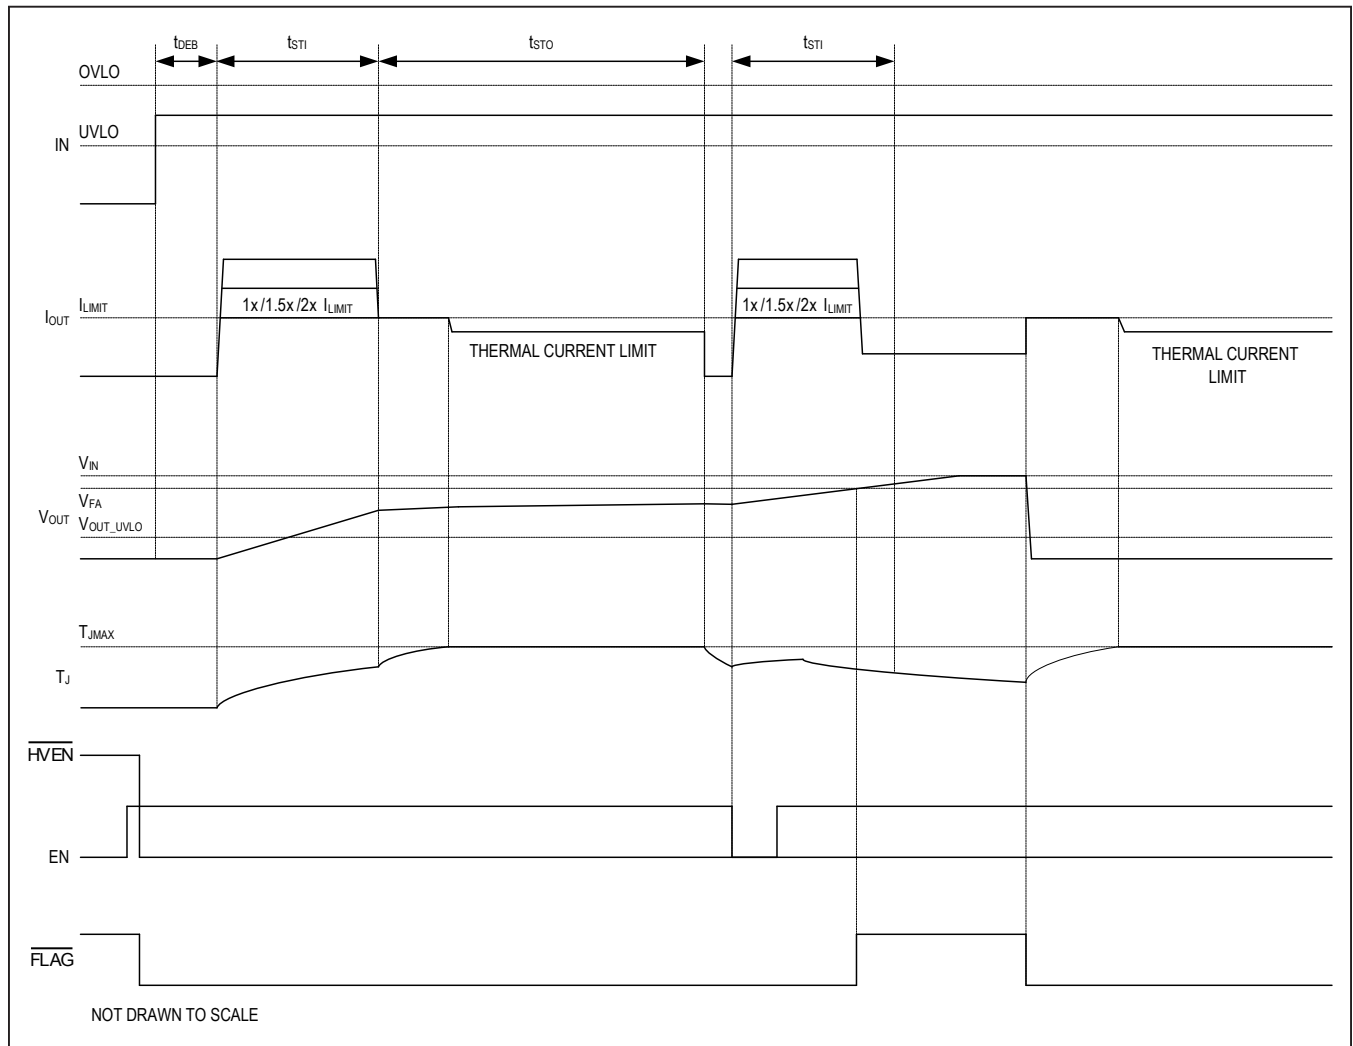 tDEB tSTI tSTO tSTI
OVLO
UVLO
IN
ILIMIT
IOUT
1x/1.5x/2x ILIMIT
1x/1.5x/2x ILIMIT
THERMAL CURRENT LIMIT
THERMAL CURRENT
LIMIT
VIN
VFA
VOUT
VOUT_UVLO
TJMAX
TJ
HVEN
EN
FLAG
NOT DRAWN TO SCALE